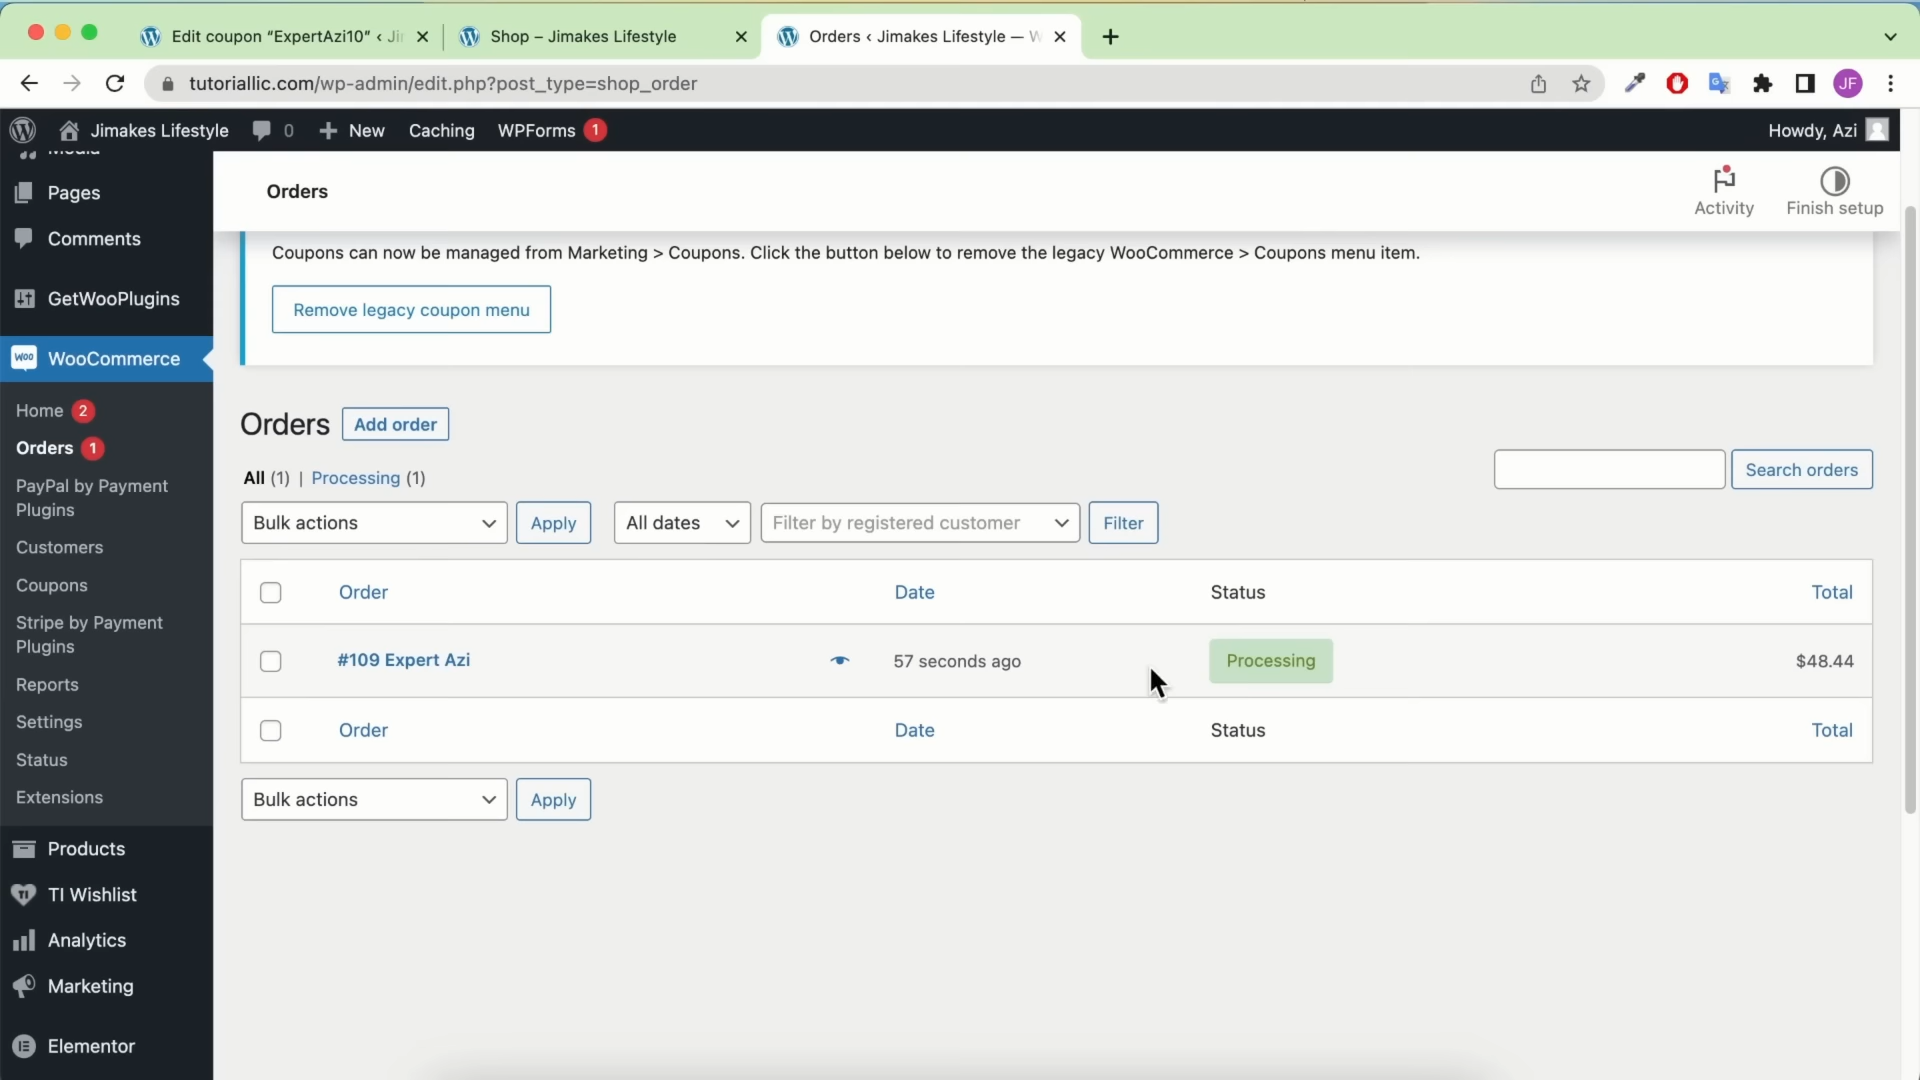 Edit coupon “ExpertAzi10” ‹ Ji
Shop – Jimakes Lifestyle
Orders ‹ Jimakes Lifestyle — W
tutoriallic.com/wp-admin/edit.php?post_type=shop_order
JF
Jimakes Lifestyle
0
New
Caching
WPForms 1
Howdy, Azi
Media
Pages
Comments
GetWooPlugins
WooCommerce
Home 2
Orders 1
PayPal by Payment
Plugins
Customers
Coupons
Stripe by Payment
Plugins
Reports
Settings
Status
Extensions
Products
TI Wishlist
Analytics
Marketing
Elementor
Orders
Activity
Finish setup
Coupons can now be managed from Marketing > Coupons. Click the button below to remove the legacy WooCommerce > Coupons menu item.
Remove legacy coupon menu
Orders
Add order
All (1) | Processing (1)
Search orders
Bulk actions
Apply
All dates
Filter by registered customer
Filter
Order Date Status Total
#109 Expert Azi 57 seconds ago Processing $48.44
Order Date Status Total
Bulk actions
Apply